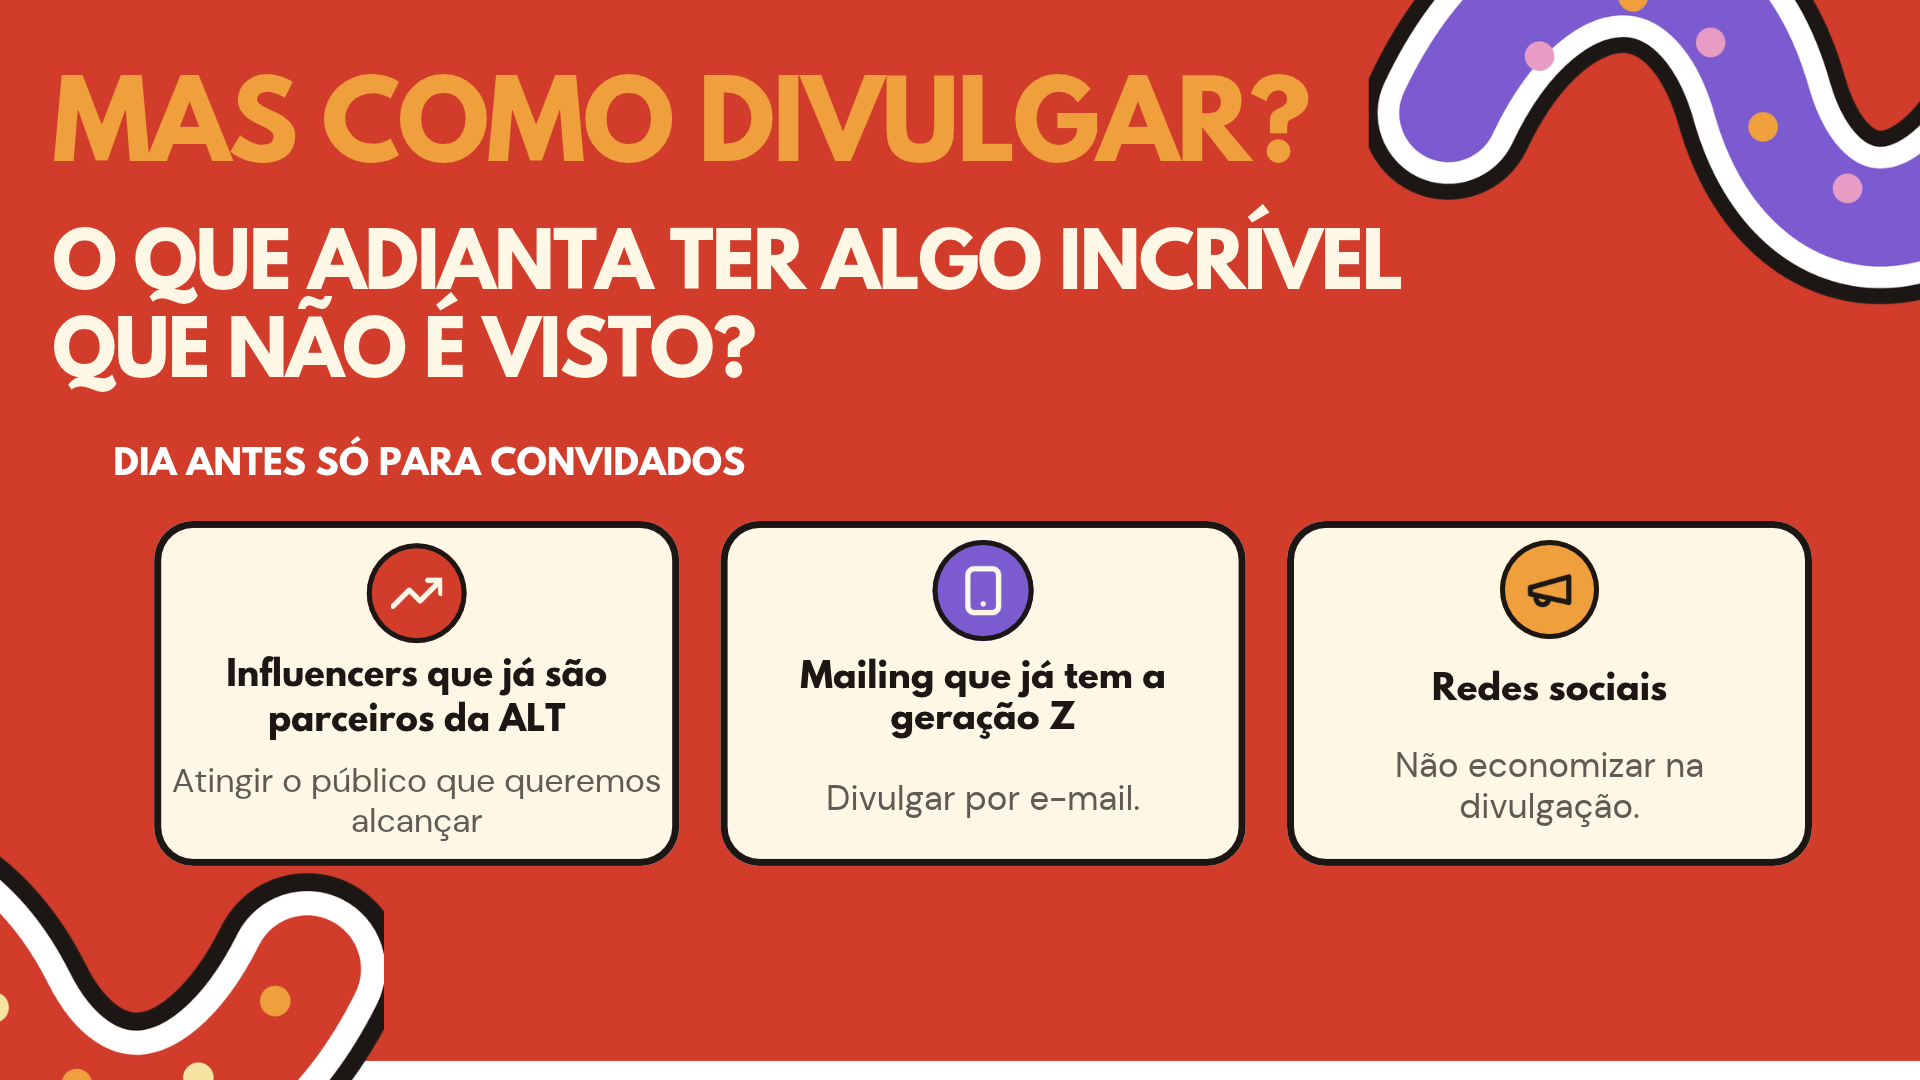 MAS COMO DIVULGAR?
O QUE ADIANTA TER ALGO INCRÍVEL
QUE NÃO É VISTO?
DIA ANTES SÓ PARA CONVIDADOS
Influencers que já são
parceiros da ALT
Atingir o público que queremos
alcançar
Mailing que já tem a
geração Z
Divulgar por e-mail.
Redes sociais
Não economizar na
divulgação.